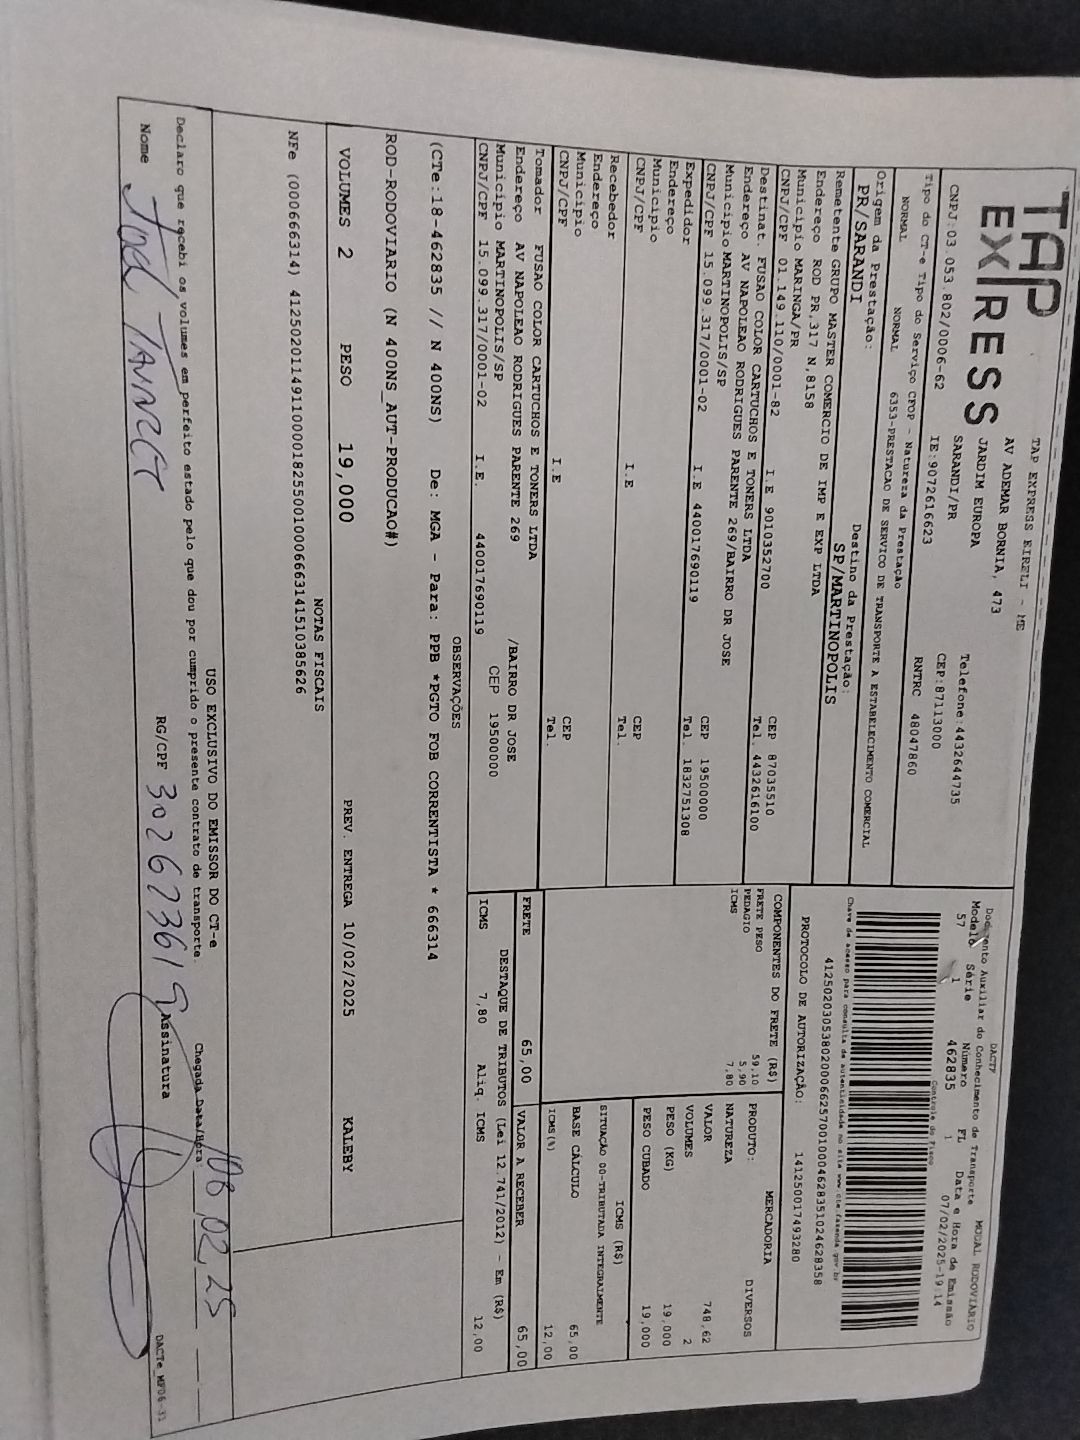 TAP
EXPRESS
TAP EXPRESS EIRELI - ME
AV ADEMAR BORNIA, 473
JARDIM EUROPA
SARANDI/PR
Telefone:4432644735
CEP:87113000
CNPJ:03.053.802/0006-62 IE:9072616623 RNTRC 48047860
Tipo do CT-e Tipo do Serviço CFOP - Natureza da Prestação
NORMAL NORMAL 6353-PRESTACAO DE SERVICO DE TRANSPORTE A ESTABELECIMENTO COMERCIAL
Origem da Prestação: Destino da Prestação:
PR/SARANDI SP/MARTINOPOLIS
Remetente GRUPO MASTER COMERCIO DE IMP E EXP LTDA
Endereço ROD PR,317 N,8158
Municipio MARINGA/PR CEP 87035510
CNPJ/CPF 01.149.110/0001-82 I.E 9010352700 Tel. 4432616100
Destinat. FUSAO COLOR CARTUCHOS E TONERS LTDA
Endereço AV NAPOLEAO RODRIGUES PARENTE 269/BAIRRO DR JOSE
Municipio MARTINOPOLIS/SP CEP 19500000
CNPJ/CPF 15.099.317/0001-02 I.E 440017690119 Tel. 1832751308
Expedidor
Endereço
Municipio CEP
CNPJ/CPF I.E Tel.
Recebedor
Endereço
Municipio CEP
CNPJ/CPF I.E Tel.
Tomador FUSAO COLOR CARTUCHOS E TONERS LTDA
Endereço AV NAPOLEAO RODRIGUES PARENTE 269 /BAIRRO DR JOSE
Municipio MARTINOPOLIS/SP CEP 19500000
CNPJ/CPF 15.099.317/0001-02 I.E. 440017690119
DACTE
Documento Auxiliar do Conhecimento de Transporte MODAL RODOVIÁRIO
Modelo Série Número FL Data e Hora de Emissão
57 1 462835 1 07/02/2025-19:14
Controle do Fisco
Chave de acesso para consulta de autenticidade no site www.cte.fazenda.gov.br
41250203053802000662570010004628351024628358
PROTOCOLO DE AUTORIZAÇÃO: 141250017493280
COMPONENTES DO FRETE (R$)
FRETE PESO 59,10
PEDAGIO 5,90
ICMS 7,80
MERCADORIA
PRODUTO: DIVERSOS
NATUREZA
VALOR 748,62
VOLUMES 2
PESO (KG) 19,000
PESO CUBADO 19,000
ICMS (R$)
SITUAÇÃO 00-TRIBUTADA INTEGRALMENTE
BASE CÁLCULO 65,00
ICMS(%) 12,00
FRETE 65,00 VALOR A RECEBER 65,00
DESTAQUE DE TRIBUTOS (Lei 12.741/2012) - Em (R$)
ICMS 7,80 Aliq. ICMS 12,00
OBSERVAÇÕES
(CTe:18-462835 // N 400NS) De: MGA - Para: PPB *PGTO FOB CORRENTISTA * 666314
ROD-RODOVIARIO (N 400NS_AUT-PRODUCAO#)
VOLUMES 2 PESO 19,000 PREV. ENTREGA 10/02/2025 KALEBY
NOTAS FISCAIS
NFe (000666314) 41250201149110000182550010006663141510385626
USO EXCLUSIVO DO EMISSOR DO CT-e
Declaro que recebi os volumes em perfeito estado pelo que dou por cumprido o presente contrato de transporte. Chegada Data/Hora
Nome RG/CPF Assinatura
DACTe_MP06-31